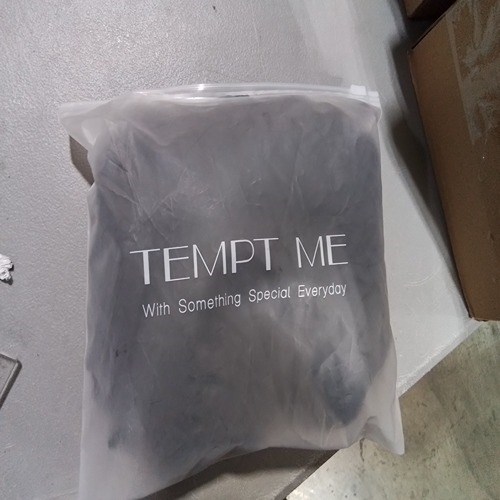 TEMPT ME
With Something Special Everyday